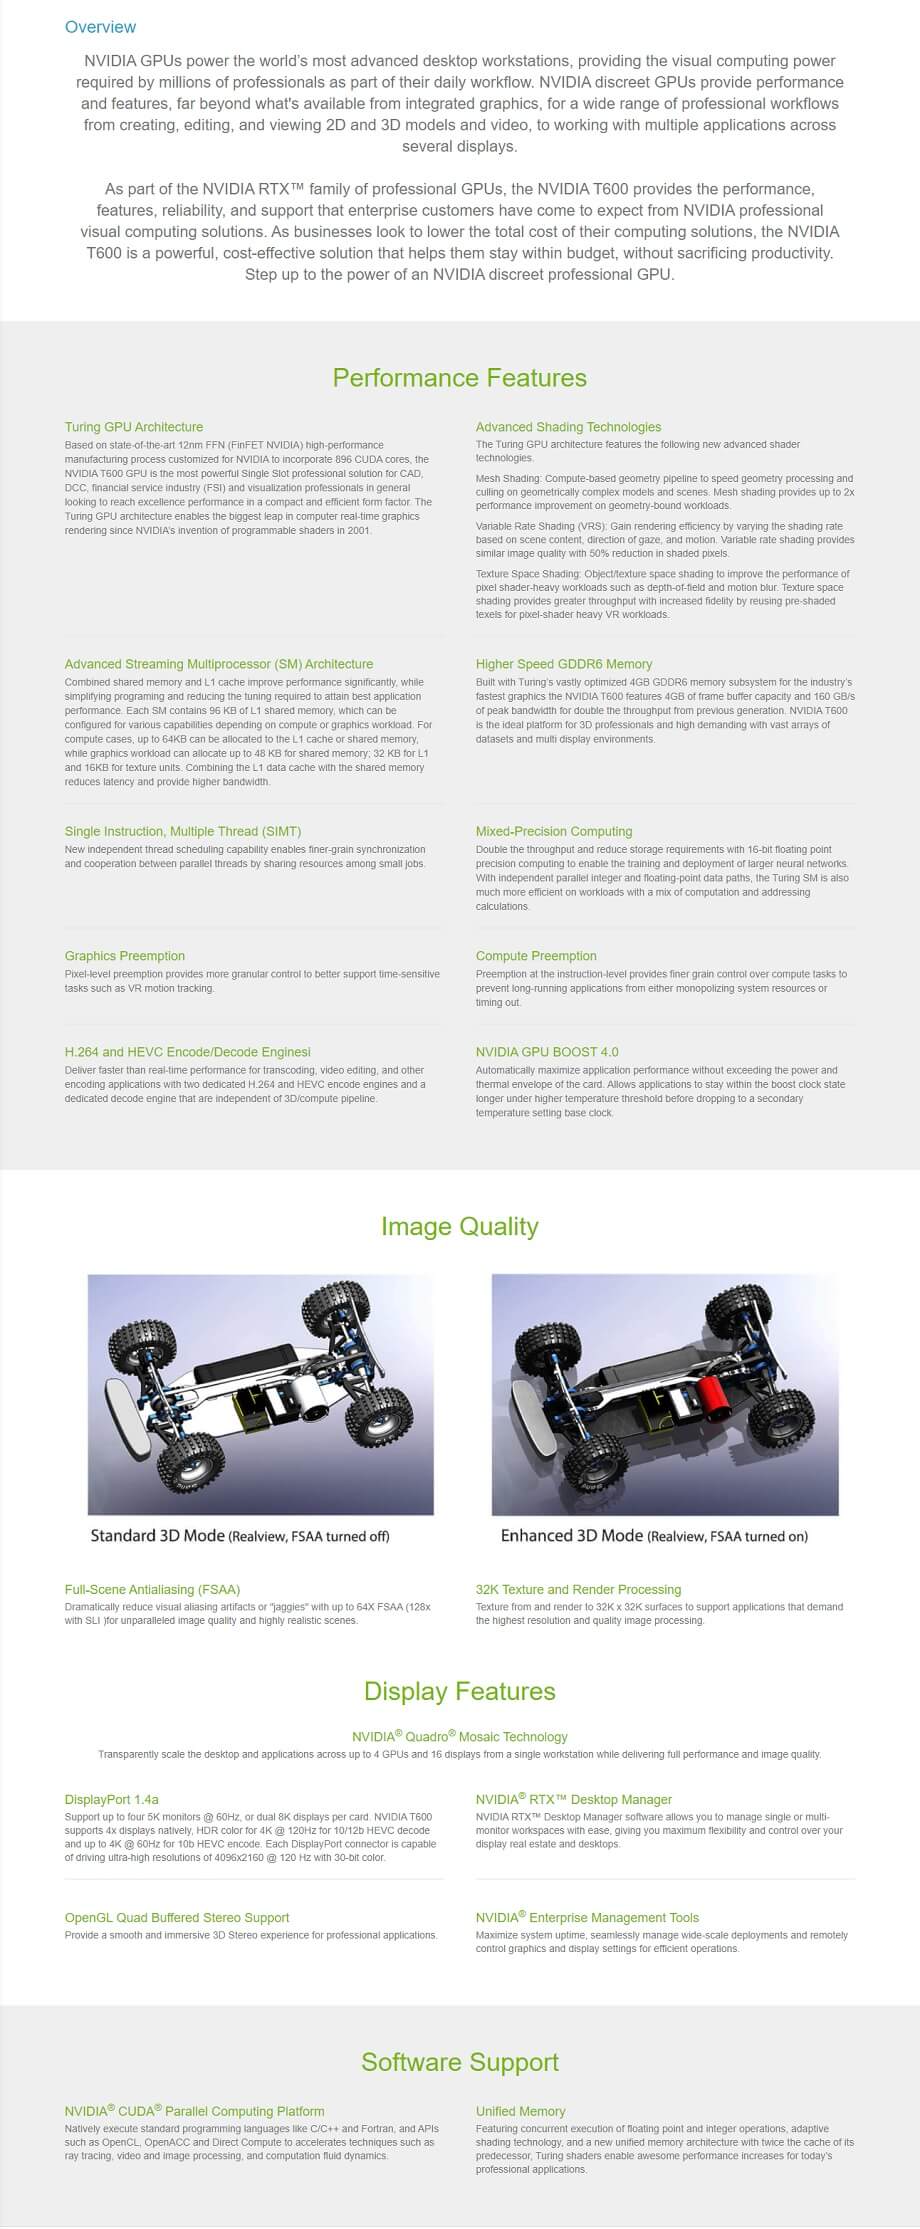 Overview
NVIDIA GPUs power the world's most advanced desktop workstations, providing the visual computing power
required by millions of professionals as part of their daily workflow. NVIDIA discreet GPUs provide performance
and features, far beyond what's available from integrated graphics, for a wide range of professional workflows
from creating, editing, and viewing 2D and 3D models and video, to working with multiple applications across
several displays.
As part of the NVIDIA RTX™ family of professional GPUs, the NVIDIA T600 provides the performance,
features, reliability, and support that enterprise customers have come to expect from NVIDIA professional
visual computing solutions. As businesses look to lower the total cost of their computing solutions, the NVIDIA
T600 is a powerful, cost-effective solution that helps them stay within budget, without sacrificing productivity.
Step up to the power of an NVIDIA discreet professional GPU.
Performance Features
Turing GPU Architecture
Based on state-of-the-art 12nm FFN (FinFET NVIDIA) high-performance
manufacturing process customized for NVIDIA to incorporate 896 CUDA cores, the
NVIDIA T600 GPU is the most powerful Single Slot professional solution for CAD,
DCC, financial service industry (FSI) and visualization professionals in general
looking to reach excellence performance in a compact and efficient form factor. The
Turing GPU architecture enables the biggest leap in computer real-time graphics
rendering since NVIDIA's invention of programmable shaders in 2001.
Advanced Shading Technologies
The Turing GPU architecture features the following new advanced shader
technologies.
Mesh Shading: Compute-based geometry pipeline to speed geometry processing and
culling on geometrically complex models and scenes. Mesh shading provides up to 2x
performance improvement on geometry-bound workloads.
Variable Rate Shading (VRS): Gain rendering efficiency by varying the shading rate
based on scene content, direction of gaze, and motion. Variable rate shading provides
similar image quality with 50% reduction in shaded pixels.
Texture Space Shading: Object/texture space shading to improve the performance of
pixel shader-heavy workloads such as depth-of-field and motion blur. Texture space
shading provides greater throughput with increased fidelity by reusing pre-shaded
texels for pixel-shader heavy VR workloads.
Advanced Streaming Multiprocessor (SM) Architecture
Combined shared memory and L1 cache improve performance significantly, while
simplifying programing and reducing the tuning required to attain best application
performance. Each SM contains 96 KB of L1 shared memory, which can be
configured for various capabilities depending on compute or graphics workload. For
compute cases, up to 64KB can be allocated to the L1 cache or shared memory,
while graphics workload can allocate up to 48 KB for shared memory; 32 KB for L1
and 16KB for texture units. Combining the L1 data cache with the shared memory
reduces latency and provide higher bandwidth.
Higher Speed GDDR6 Memory
Built with Turing's vastly optimized 4GB GDDR6 memory subsystem for the industry's
fastest graphics the NVIDIA T600 features 4GB of frame buffer capacity and 160 GB/s
of peak bandwidth for double the throughput from previous generation. NVIDIA T600
is the ideal platform for 3D professionals and high demanding with vast arrays of
datasets and multi display environments.
Single Instruction, Multiple Thread (SIMT)
New independent thread scheduling capability enables finer-grain synchronization
and cooperation between parallel threads by sharing resources among small jobs.
Mixed-Precision Computing
Double the throughput and reduce storage requirements with 16-bit floating point
precision computing to enable the training and deployment of larger neural networks.
With independent parallel integer and floating-point data paths, the Turing SM is also
much more efficient on workloads with a mix of computation and addressing
calculations.
Graphics Preemption
Pixel-level preemption provides more granular control to better support time-sensitive
tasks such as VR motion tracking.
Compute Preemption
Preemption at the instruction-level provides finer grain control over compute tasks to
prevent long-running applications from either monopolizing system resources or
timing out.
H.264 and HEVC Encode/Decode Enginesi
Deliver faster than real-time performance for transcoding, video editing, and other
encoding applications with two dedicated H.264 and HEVC encode engines and a
dedicated decode engine that are independent of 3D/compute pipeline.
NVIDIA GPU BOOST 4.0
Automatically maximize application performance without exceeding the power and
thermal envelope of the card. Allows applications to stay within the boost clock state
longer under higher temperature threshold before dropping to a secondary
temperature setting base clock.
Image Quality
Standard 3D Mode (Realview, FSAA turned off)
Enhanced 3D Mode (Realview, FSAA turned on)
Full-Scene Antialiasing (FSAA)
Dramatically reduce visual aliasing artifacts or "jaggies" with up to 64X FSAA (128x
with SLI )for unparalleled image quality and highly realistic scenes.
32K Texture and Render Processing
Texture from and render to 32K x 32K surfaces to support applications that demand
the highest resolution and quality image processing.
Display Features
NVIDIA® Quadro® Mosaic Technology
Transparently scale the desktop and applications across up to 4 GPUs and 16 displays from a single workstation while delivering full performance and image quality.
DisplayPort 1.4a
Support up to four 5K monitors @ 60Hz, or dual 8K displays per card. NVIDIA T600
supports 4x displays natively, HDR color for 4K @ 120Hz for 10/12b HEVC decode
and up to 4K @ 60Hz for 10b HEVC encode. Each DisplayPort connector is capable
of driving ultra-high resolutions of 4096x2160 @ 120 Hz with 30-bit color.
NVIDIA® RTX™ Desktop Manager
NVIDIA RTX™ Desktop Manager software allows you to manage single or multi-
monitor workspaces with ease, giving you maximum flexibility and control over your
display real estate and desktops.
OpenGL Quad Buffered Stereo Support
Provide a smooth and immersive 3D Stereo experience for professional applications.
NVIDIA® Enterprise Management Tools
Maximize system uptime, seamlessly manage wide-scale deployments and remotely
control graphics and display settings for efficient operations.
Software Support
NVIDIA® CUDA® Parallel Computing Platform
Natively execute standard programming languages like C/C++ and Fortran, and APIs
such as OpenCL, OpenACC and Direct Compute to accelerates techniques such as
ray tracing, video and image processing, and computation fluid dynamics.
Unified Memory
Featuring concurrent execution of floating point and integer operations, adaptive
shading technology, and a new unified memory architecture with twice the cache of its
predecessor, Turing shaders enable awesome performance increases for today's
professional applications.